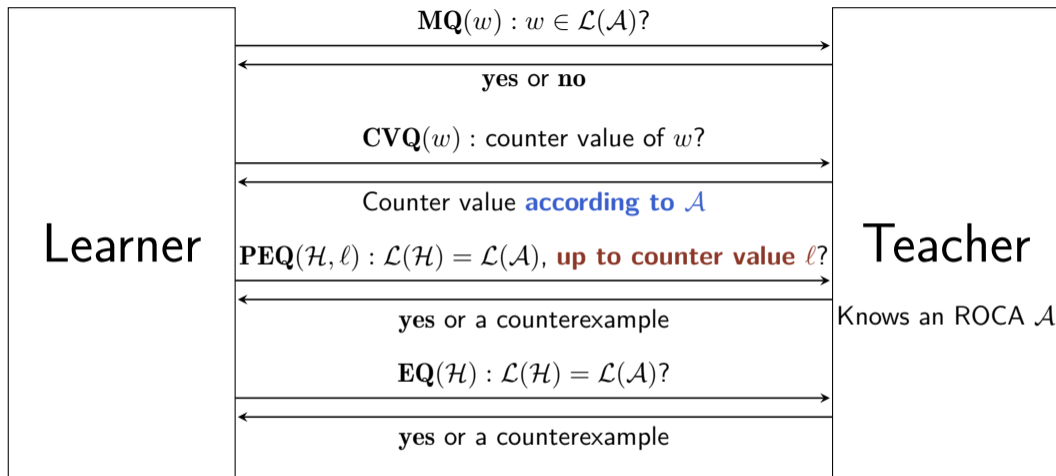 MQ(w) : w ∈ L(A)?
yes or no
CVQ(w) : counter value of w?
Counter value according to A
Learner
PEQ(H, ℓ) : L(H) = L(A), up to counter value ℓ?
Teacher
yes or a counterexample
Knows an ROCA A
EQ(H) : L(H) = L(A)?
yes or a counterexample